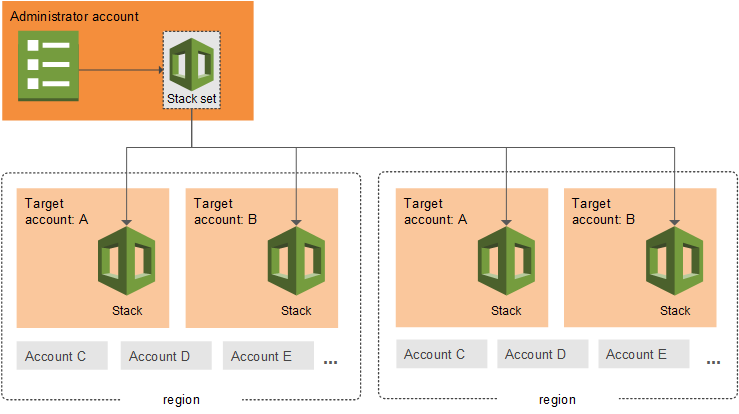 Administrator account
Stack set
Target
account: A
Stack
Target
account: B
Stack
Account C
Account D
Account E
...
region
Target
account: A
Stack
Target
account: B
Stack
Account C
Account D
Account E
...
region